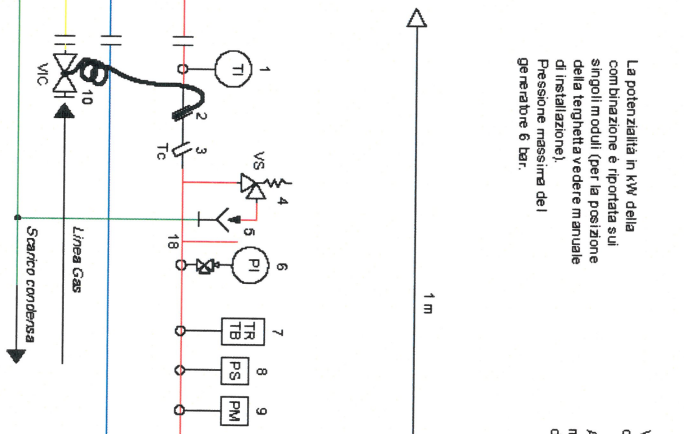 La potenzialità in kW della
combinazione è riportata sui
singoli moduli (per la posizione
della terghetta vedere manuale
di installazione).
Pressione massima del
generatore 6 bar.
1 m
1
TI
2
3
Tc
VS
4
5
18
6
PI
7
TR
TB
8
PS
9
PM
10
VIC
Linea Gas
Scarico condensa